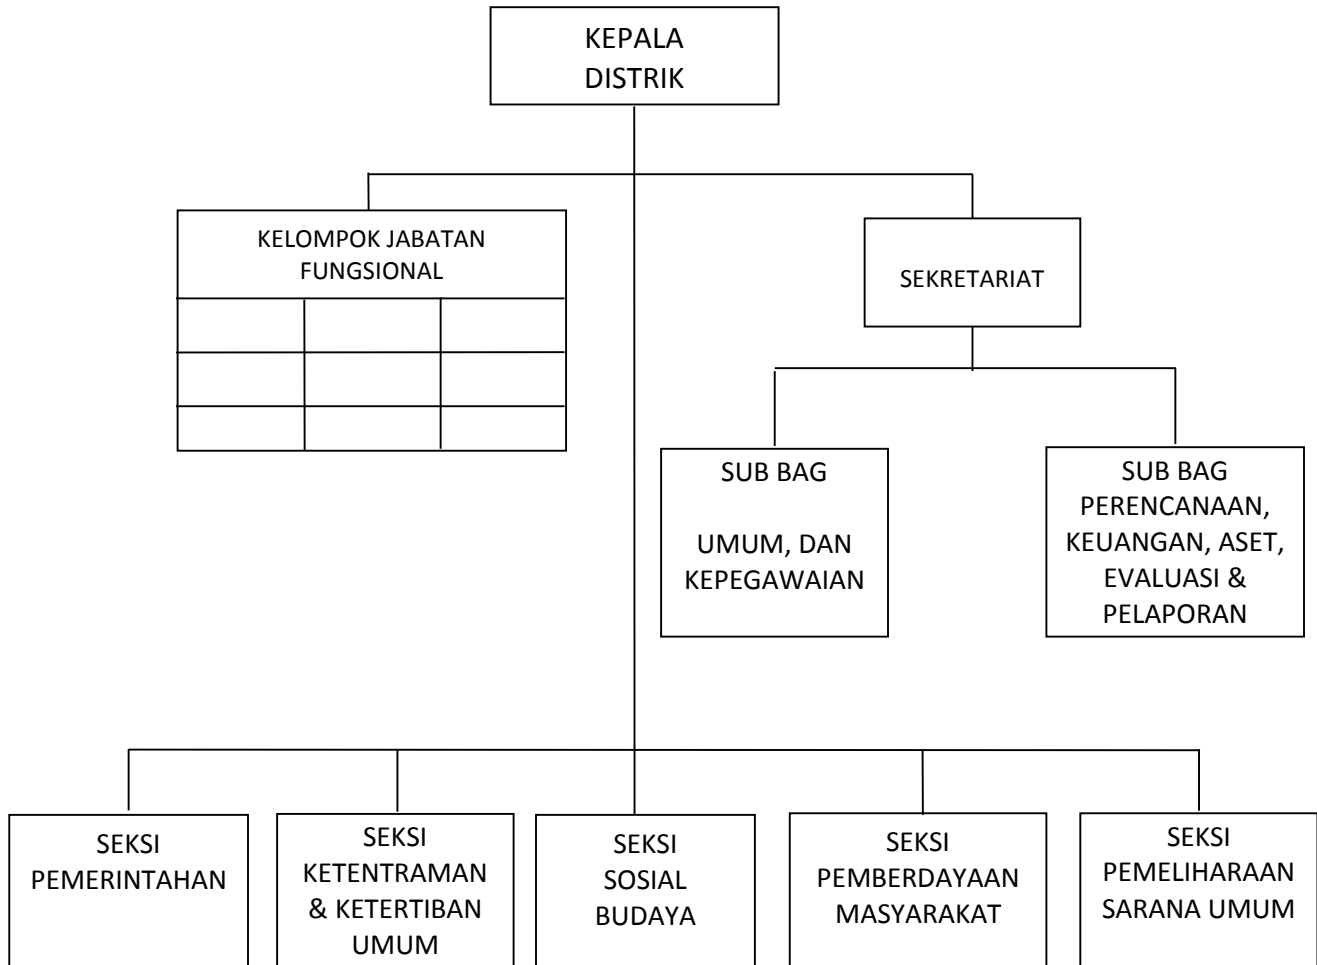 KEPALA
DISTRIK
KELOMPOK JABATAN
FUNGSIONAL
SEKRETARIAT
SUB BAG
UMUM, DAN
KEPEGAWAIAN
SUB BAG
PERENCANAAN,
KEUANGAN, ASET,
EVALUASI &
PELAPORAN
SEKSI
PEMERINTAHAN
SEKSI
KETENTRAMAN
& KETERTIBAN
UMUM
SEKSI
SOSIAL
BUDAYA
SEKSI
PEMBERDAYAAN
MASYARAKAT
SEKSI
PEMELIHARAAN
SARANA UMUM